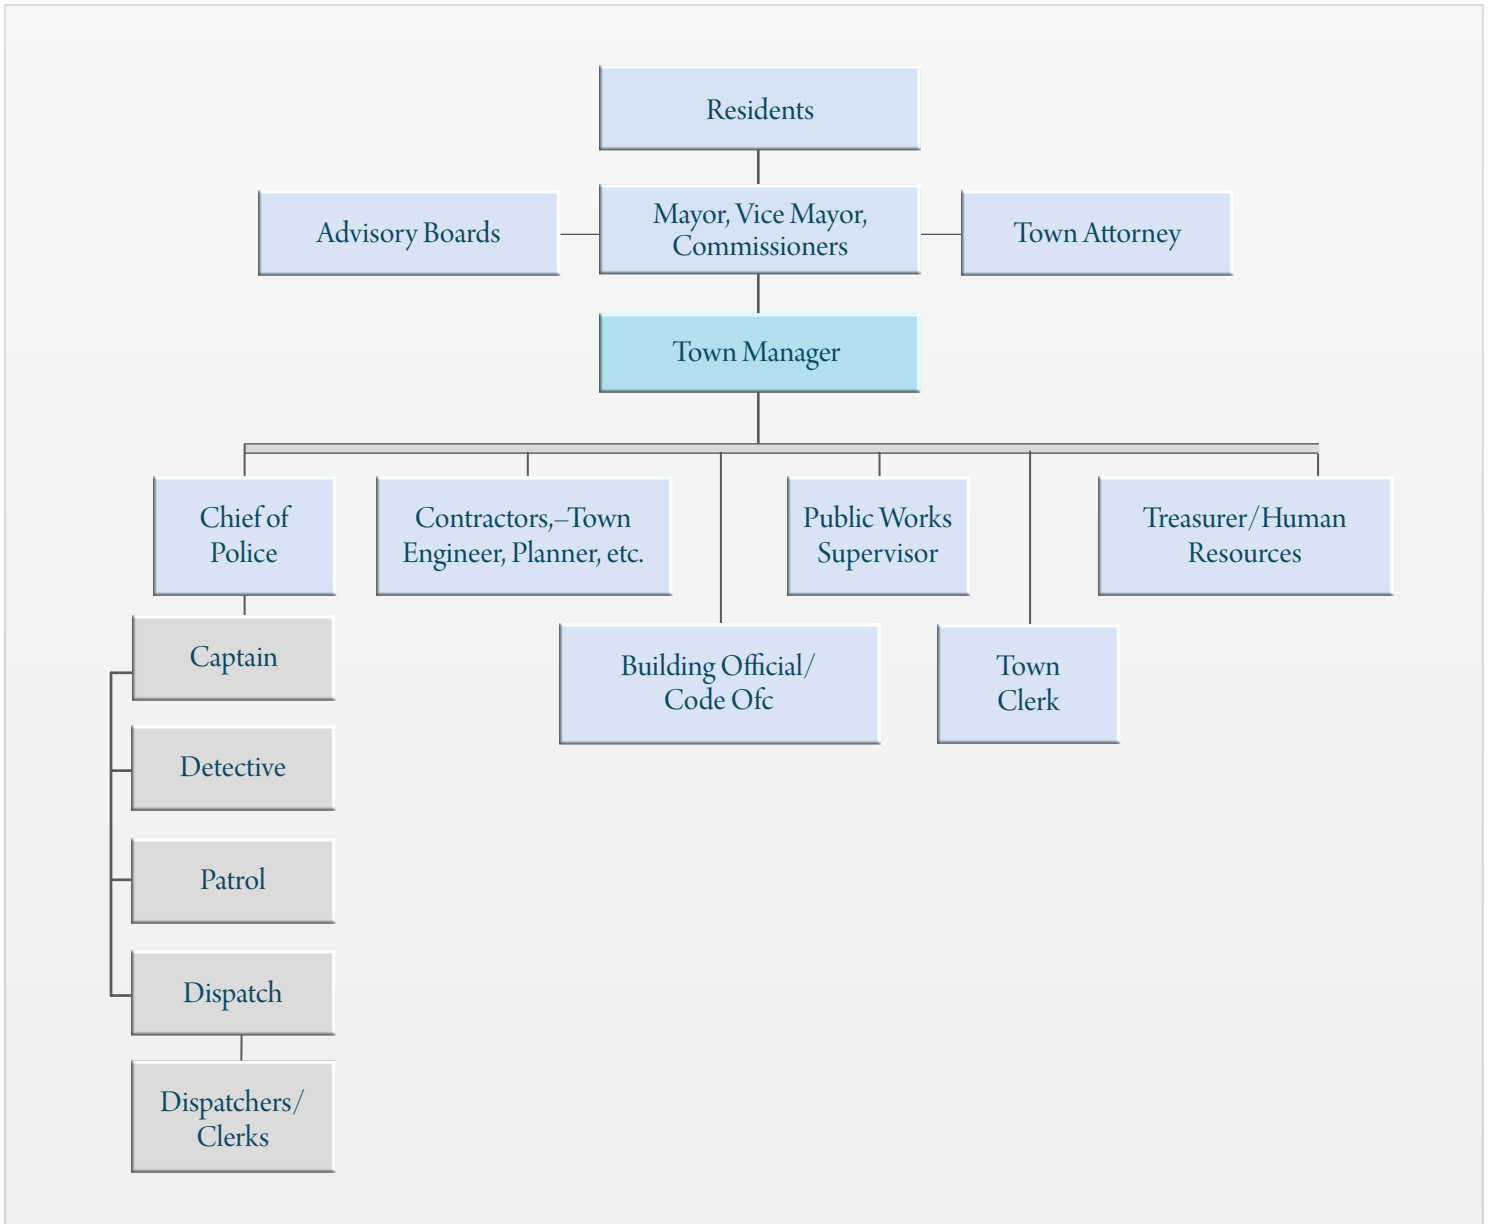 Residents
Advisory Boards
Mayor, Vice Mayor,
Commissioners
Town Attorney
Town Manager
Chief of
Police
Contractors,–Town
Engineer, Planner, etc.
Public Works
Supervisor
Treasurer/Human
Resources
Building Official/
Code Ofc
Town
Clerk
Captain
Detective
Patrol
Dispatch
Dispatchers/
Clerks